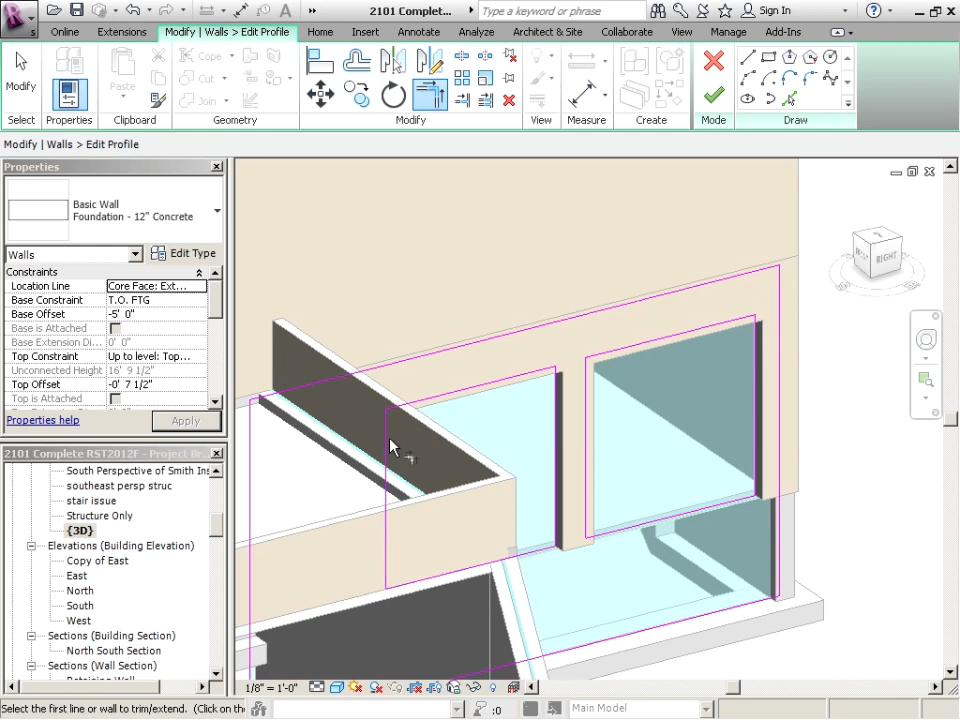 2101 Complet...
Type a keyword or phrase
Sign In
Online
Extensions
Modify | Walls > Edit Profile
Home
Insert
Annotate
Analyze
Architect & Site
Collaborate
View
Manage
Add-Ins
Modify
Paste
Cope
Cut
Join
Select
Properties
Clipboard
Geometry
Modify
View
Measure
Create
Mode
Draw
Modify | Walls > Edit Profile
Properties
Basic Wall
Foundation - 12" Concrete
Walls
Edit Type
Constraints
Location Line
Core Face: Ext...
Base Constraint
T.O. FTG
Base Offset
-5' 0"
Base is Attached
Base Extension Di...
0' 0"
Top Constraint
Up to level: Top...
Unconnected Height
16' 9 1/2"
Top Offset
-0' 7 1/2"
Top is Attached
Properties help
Apply
2101 Complete RST2012F - Project Br...
South Perspective of Smith Ins
southeast persp struc
stair issue
Structure Only
{3D}
Elevations (Building Elevation)
Copy of East
East
North
South
West
Sections (Building Section)
North South Section
Sections (Wall Section)
RIGHT
1/8" = 1'-0"
Select the first line or wall to trim/extend. (Click on th
:0
Main Model